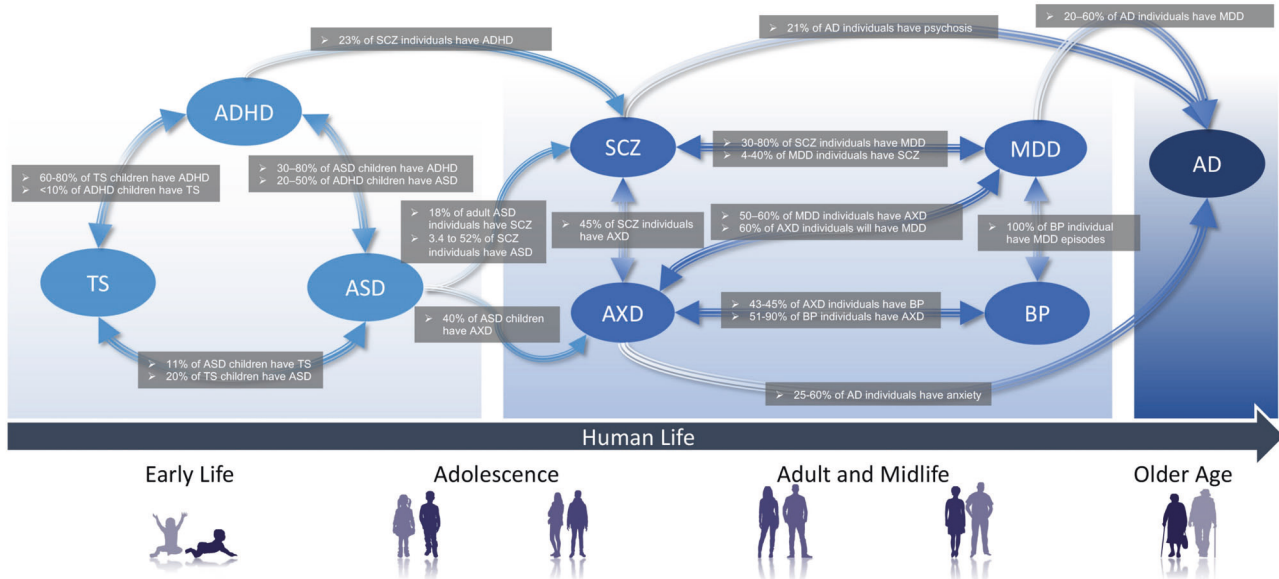 ➢ 20–60% of AD individuals have MDD
➢ 23% of SCZ individuals have ADHD
➢ 21% of AD individuals have psychosis
ADHD
SCZ
➢ 30-80% of SCZ individuals have MDD
➢ 4-40% of MDD individuals have SCZ
MDD
AD
➢ 60-80% of TS children have ADHD
➢ <10% of ADHD children have TS
➢ 30–80% of ASD children have ADHD
➢ 20–50% of ADHD children have ASD
➢ 18% of adult ASD
individuals have SCZ
➢ 3.4 to 52% of SCZ
individuals have ASD
➢ 45% of SCZ individuals
have AXD
➢ 50–60% of MDD individuals have AXD
➢ 60% of AXD individuals will have MDD
➢ 100% of BP individual
have MDD episodes
TS
ASD
AXD
➢ 43-45% of AXD individuals have BP
➢ 51-90% of BP individuals have AXD
BP
➢ 40% of ASD children
have AXD
➢ 11% of ASD children have TS
➢ 20% of TS children have ASD
➢ 25-60% of AD individuals have anxiety
Human Life
Early Life
Adolescence
Adult and Midlife
Older Age